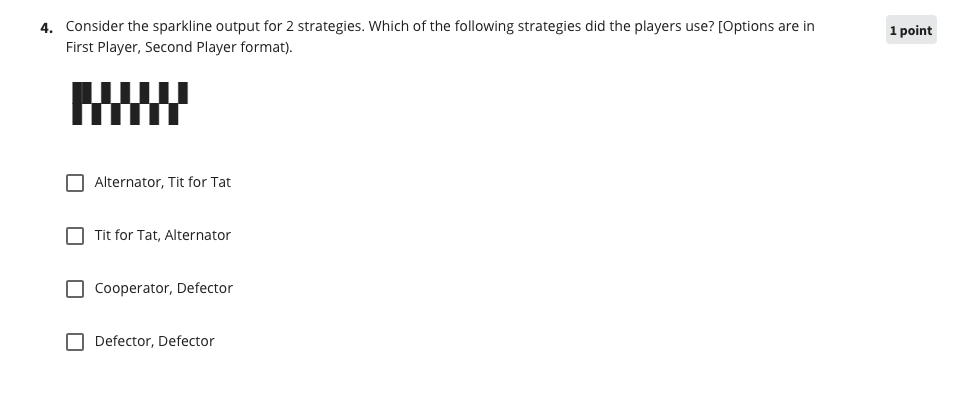 4. Consider the sparkline output for 2 strategies. Which of the following strategies did the players use? [Options are in
First Player, Second Player format).
1 point
Alternator, Tit for Tat
Tit for Tat, Alternator
Cooperator, Defector
Defector, Defector